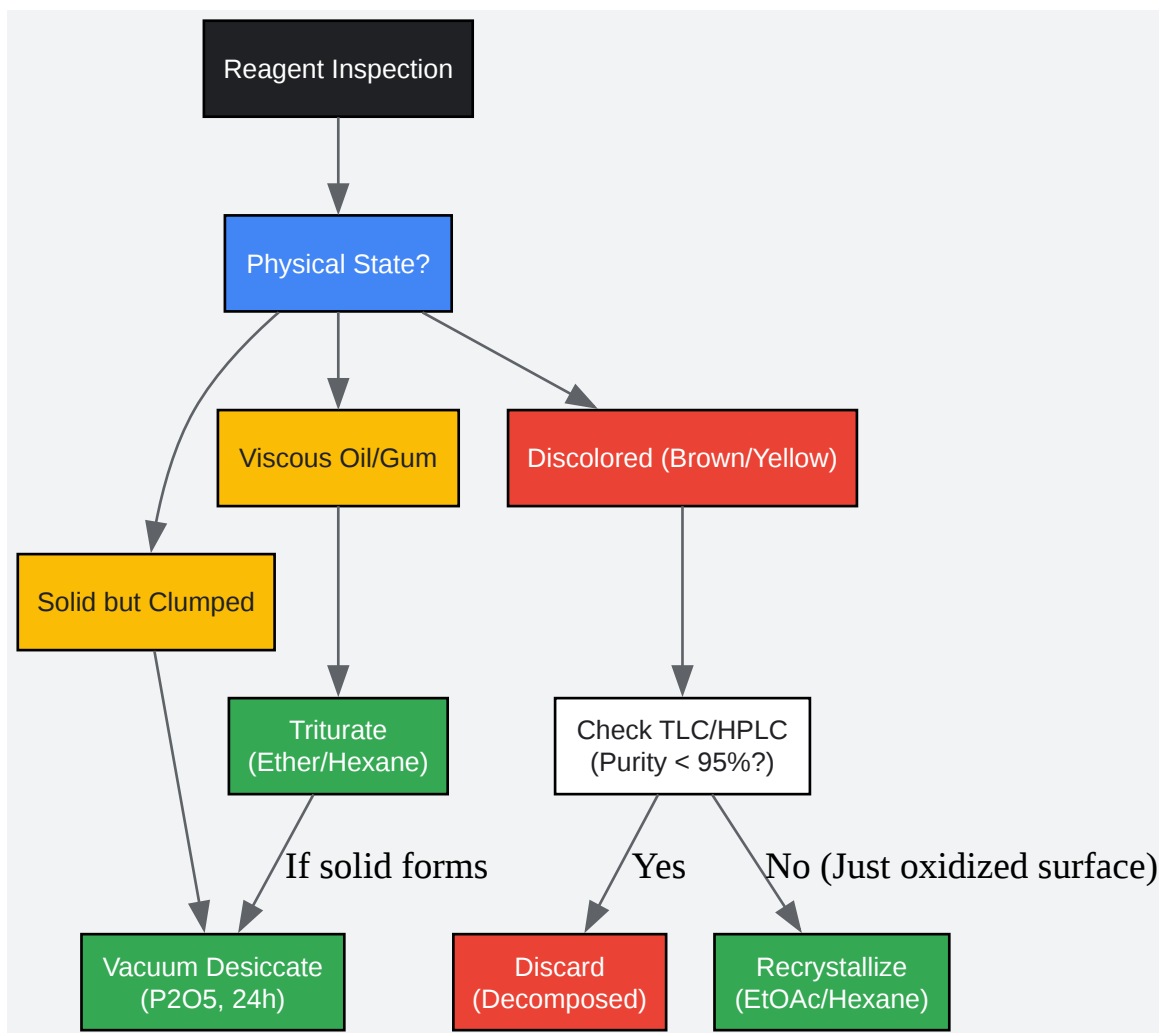 Reagent Inspection
Physical State?
Viscous Oil/Gum
Discolored (Brown/Yellow)
Solid but Clumped
Triturate
(Ether/Hexane)
Check TLC/HPLC
(Purity < 95%?)
If solid forms
Yes
No (Just oxidized surface)
Vacuum Desiccate
(P2O5, 24h)
Discard
(Decomposed)
Recrystallize
(EtOAc/Hexane)